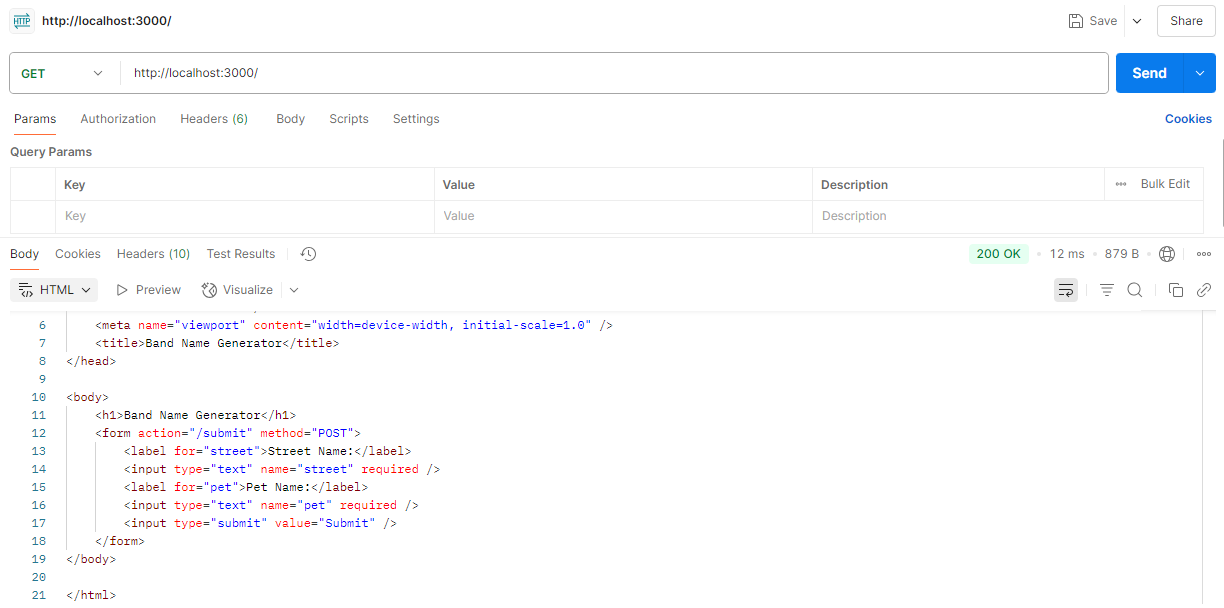 HTTP http://localhost:3000/ Save Share
GET http://localhost:3000/ Send
Params Authorization Headers (6) Body Scripts Settings Cookies
Query Params
Key Value Description Bulk Edit
Key Value Description
Body Cookies Headers (10) Test Results 200 OK 12 ms 879 B
HTML Preview Visualize
6 <meta name="viewport" content="width=device-width, initial-scale=1.0" />
7 <title>Band Name Generator</title>
8 </head>
9
10 <body>
11 <h1>Band Name Generator</h1>
12 <form action="/submit" method="POST">
13 <label for="street">Street Name:</label>
14 <input type="text" name="street" required />
15 <label for="pet">Pet Name:</label>
16 <input type="text" name="pet" required />
17 <input type="submit" value="Submit" />
18 </form>
19 </body>
20
21 </html>